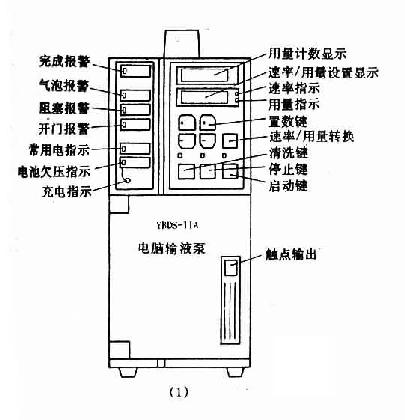 完成报警
气泡报警
阻塞报警
开门报警
常用电指示
电池欠压指示
充电指示
用量计数显示
速率/用量设置显示
速率指示
用量指示
置数键
速率/用量转换
清洗键
停止键
启动键
YBDS-11A
电脑输液泵
触点输出
(1)